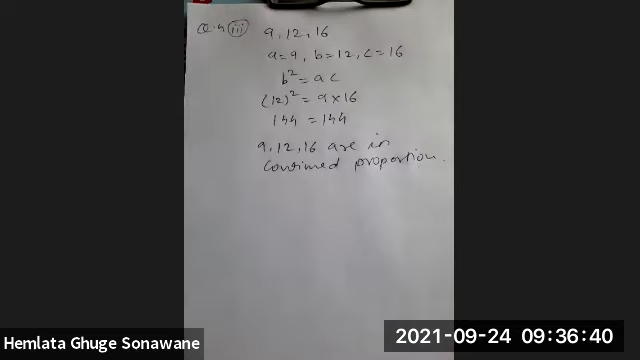 Q.4 (iii) 9, 12, 16
a=9, b=12, c=16
b² = ac
(12)² = 9×16
144 = 144
9, 12, 16 are in
continued proportion.
Hemlata Ghuge Sonawane
2021-09-24 09:36:40